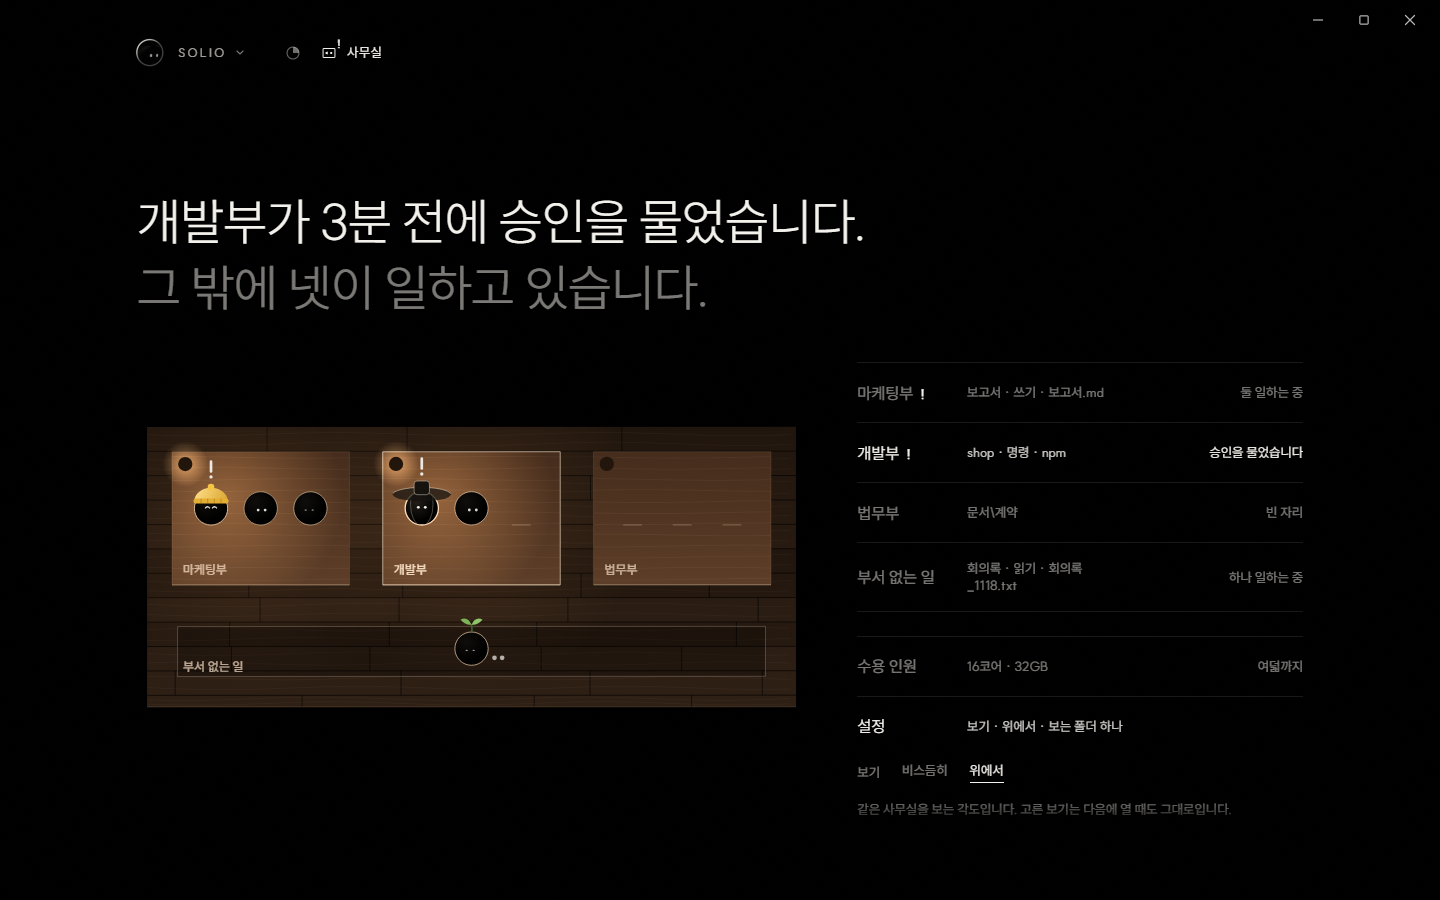 SOLIO
! 사무실
개발부가 3분 전에 승인을 물었습니다.
그 밖에 넷이 일하고 있습니다.
마케팅부 ! 보고서 · 쓰기 · 보고서.md 둘 일하는 중
개발부 ! shop · 명령 · npm 승인을 물었습니다
법무부 문서\계약 빈 자리
부서 없는 일 회의록 · 읽기 · 회의록
_1118.txt 하나 일하는 중
수용 인원 16코어 · 32GB 여덟까지
설정 보기 · 위에서 · 보는 폴더 하나
보기 비스듬히 위에서
같은 사무실을 보는 각도입니다. 고른 보기는 다음에 열 때도 그대로입니다.
! !
마케팅부 개발부 법무부
부서 없는 일